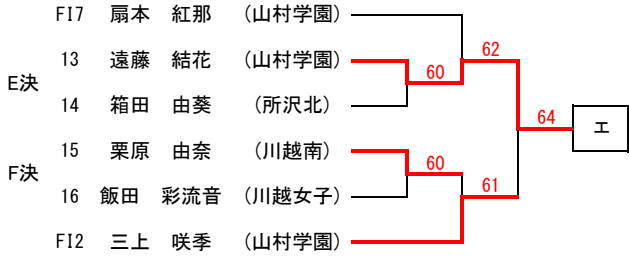 FI7 扇本 紅那 (山村学園)
62
13 遠藤 結花 (山村学園)
60
E決
14 箱田 由葵 (所沢北)
64
エ
15 栗原 由奈 (川越南)
60
F決
61
16 飯田 彩流音 (川越女子)
FI2 三上 咲季 (山村学園)